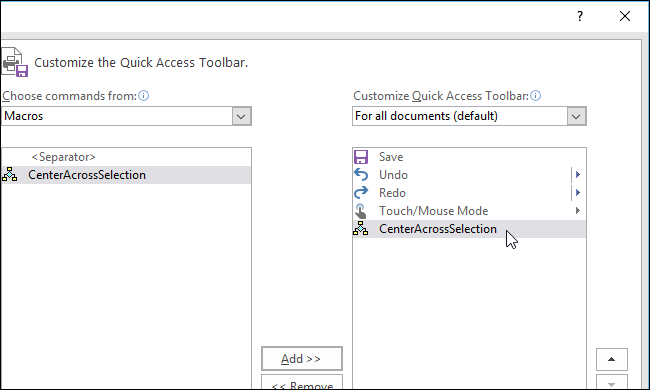 ?
Customize the Quick Access Toolbar.
Choose commands from:
Customize Quick Access Toolbar:
Macros
For all documents (default)
<Separator>
CenterAcrossSelection
Save
Undo
Redo
Touch/Mouse Mode
CenterAcrossSelection
Add >>
<< Remove